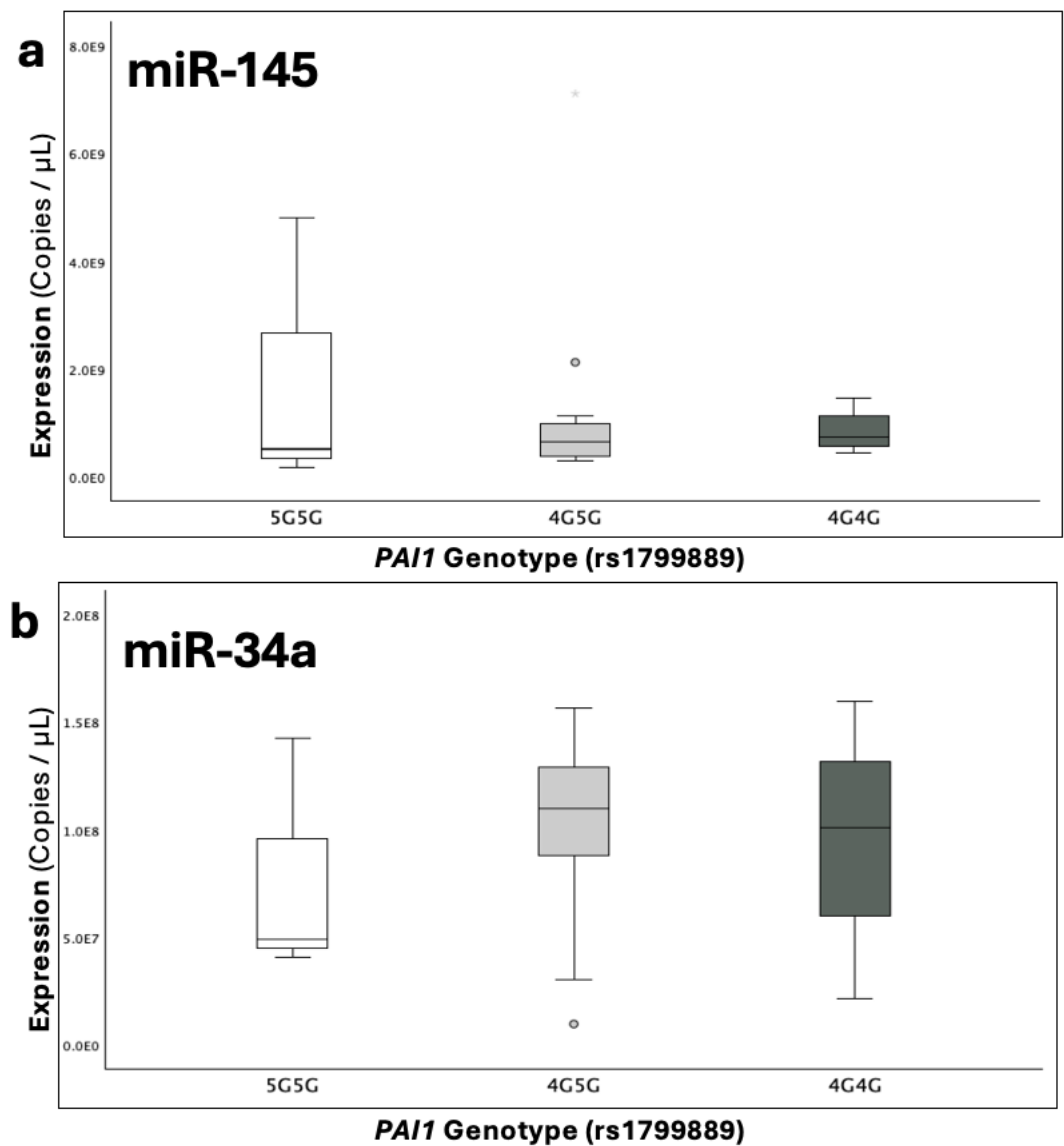 a
miR-145
Expression (Copies / µL)
8.0E9
6.0E9
4.0E9
2.0E9
0.0E0
*
5G5G 4G5G 4G4G
PAI1 Genotype (rs1799889)
b
miR-34a
Expression (Copies / µL)
2.0E8
1.5E8
1.0E8
5.0E7
0.0E0
5G5G 4G5G 4G4G
PAI1 Genotype (rs1799889)